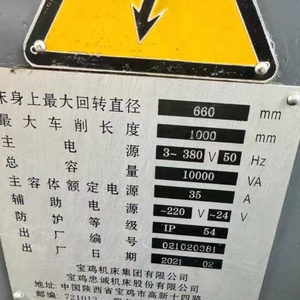 床身上最大回转直径 660 mm
最大车削长度 1000 mm
主电源 3~ 380 V 50 Hz
总容量 10000 VA
主容体额定电源 35 A
辅助电源 ~220 V ~24 V
防护等级 IP 54
出厂编号 021020381
出厂日期 2021 02
宝鸡机床集团有限公司
宝鸡忠诚机床股份有限公司
中国陕西省宝鸡市高新十四路